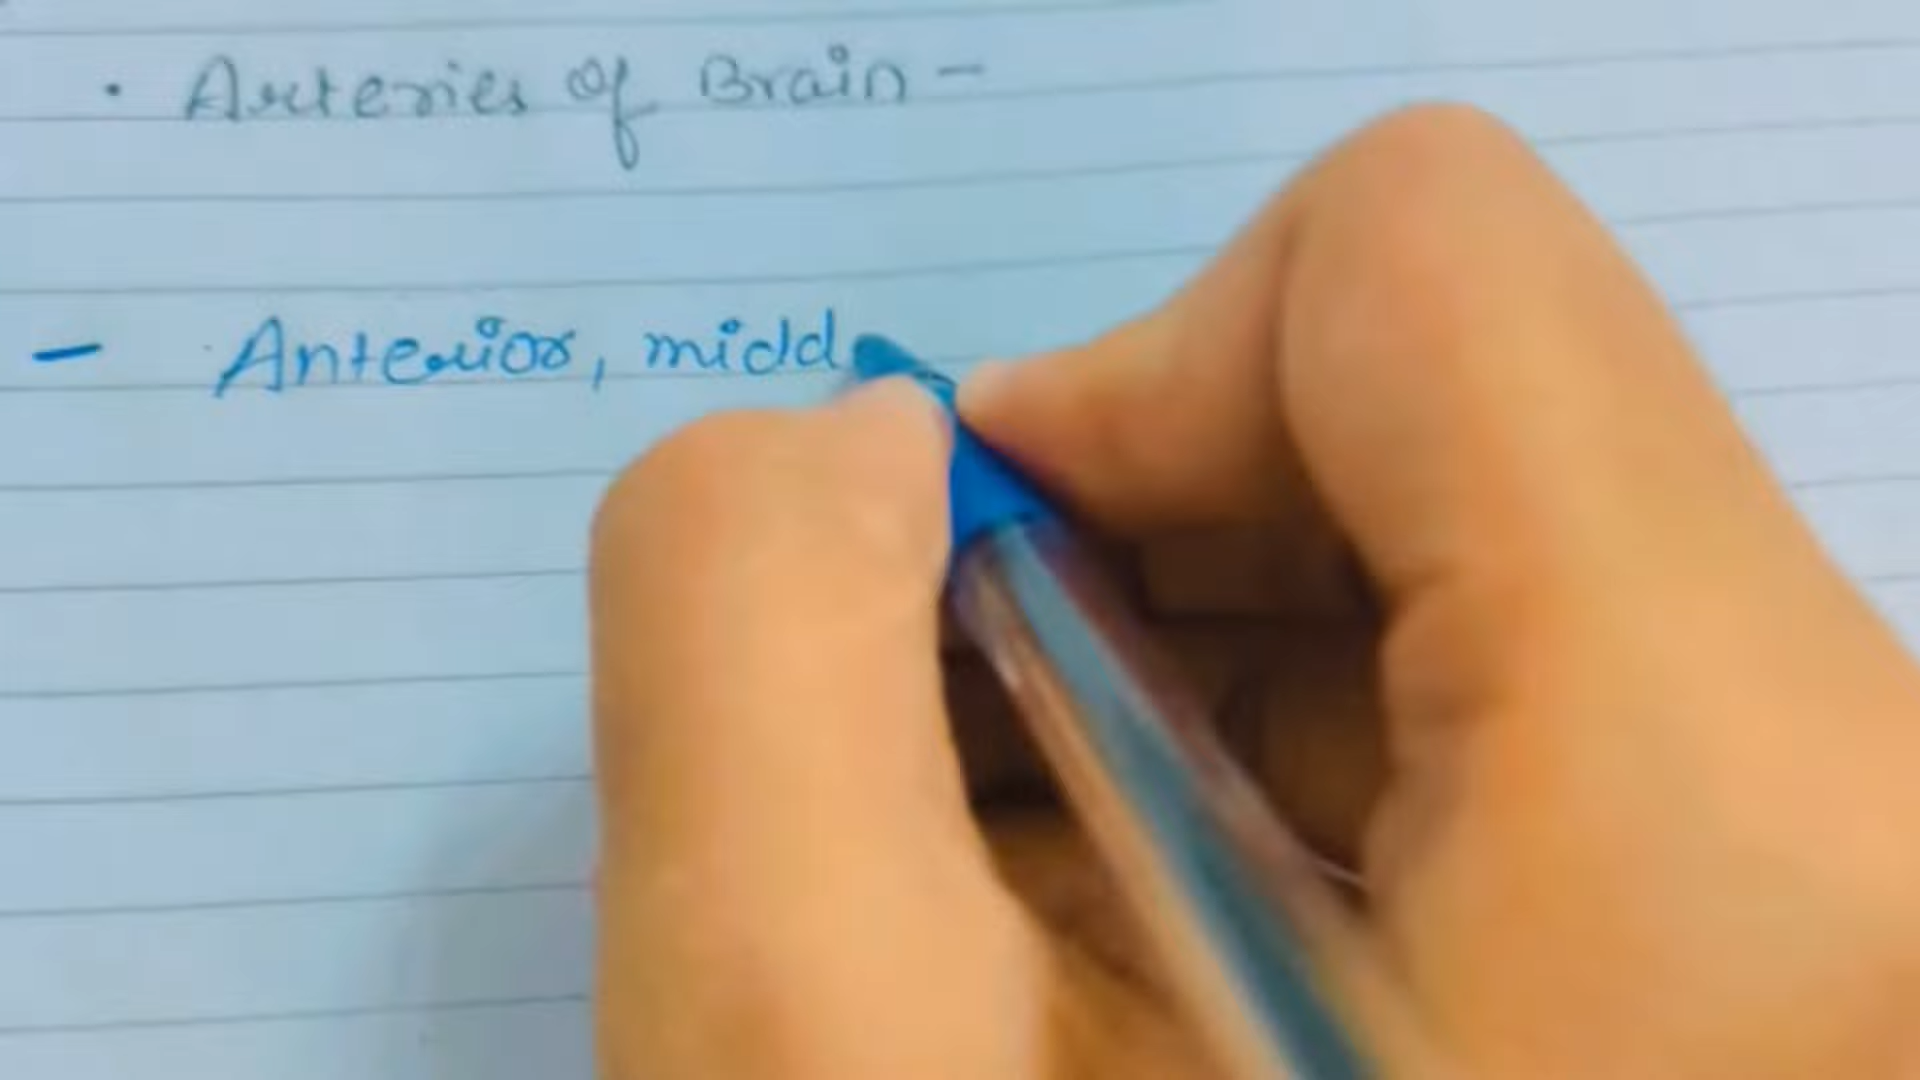 • Arteries of Brain -
- Anterior, midd